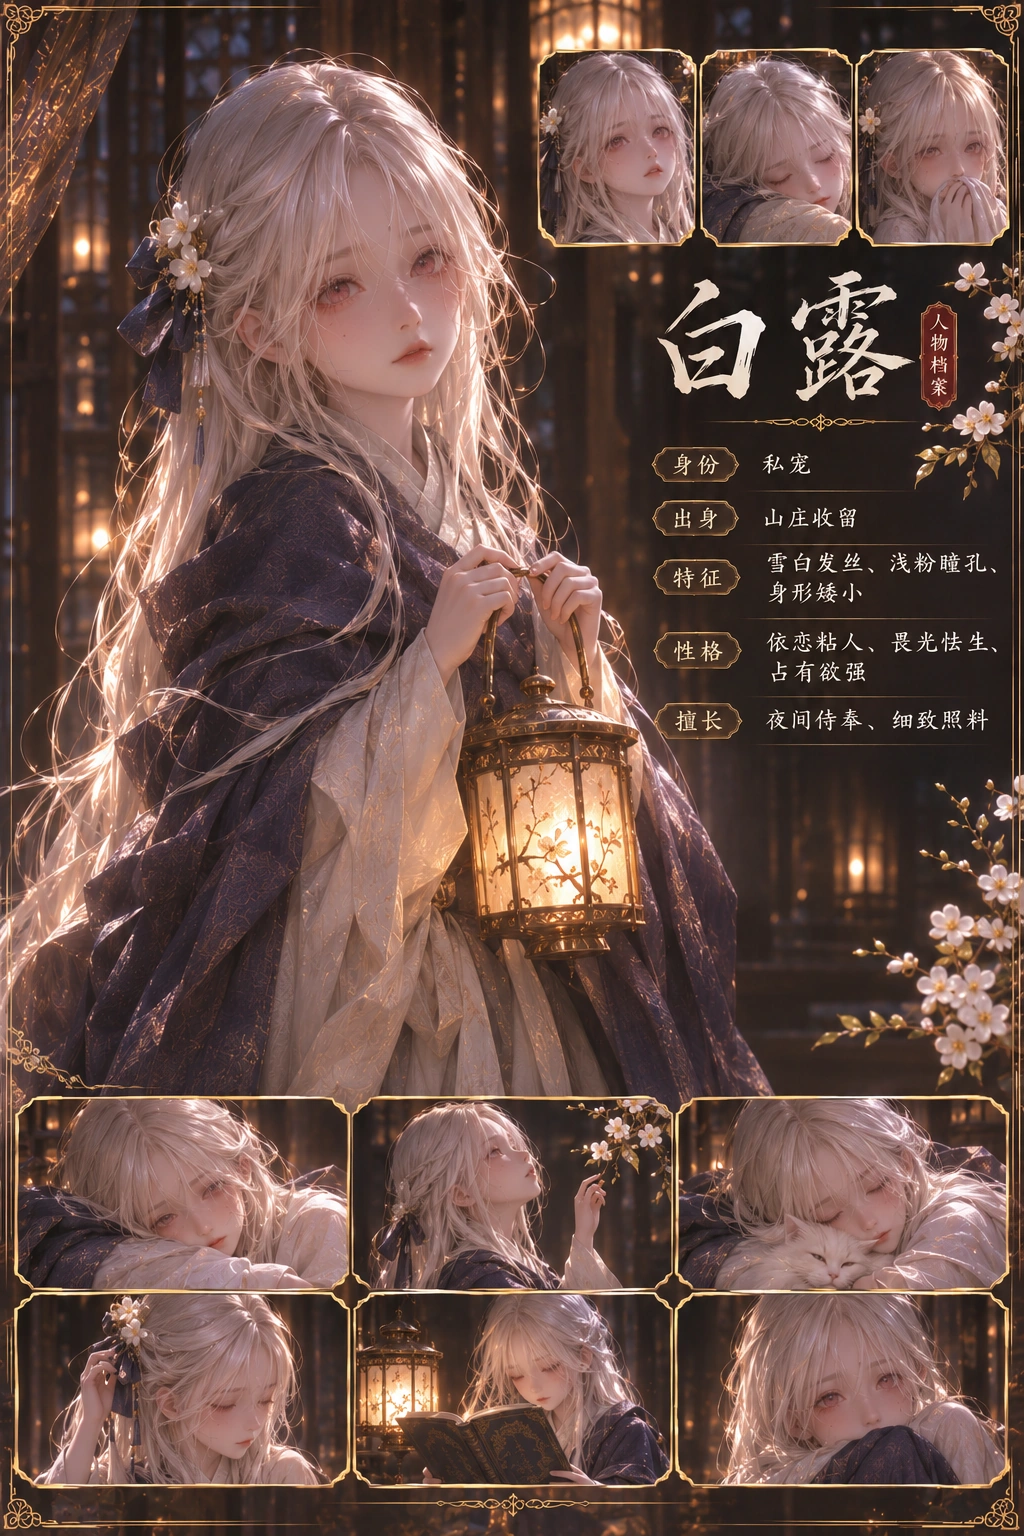 白露
人物档案
身份 私宠
出身 山庄收留
特征 雪白发丝、浅粉瞳孔、
身形矮小
性格 依恋粘人、畏光怯生、
占有欲强
擅长 夜间侍奉、细致照料